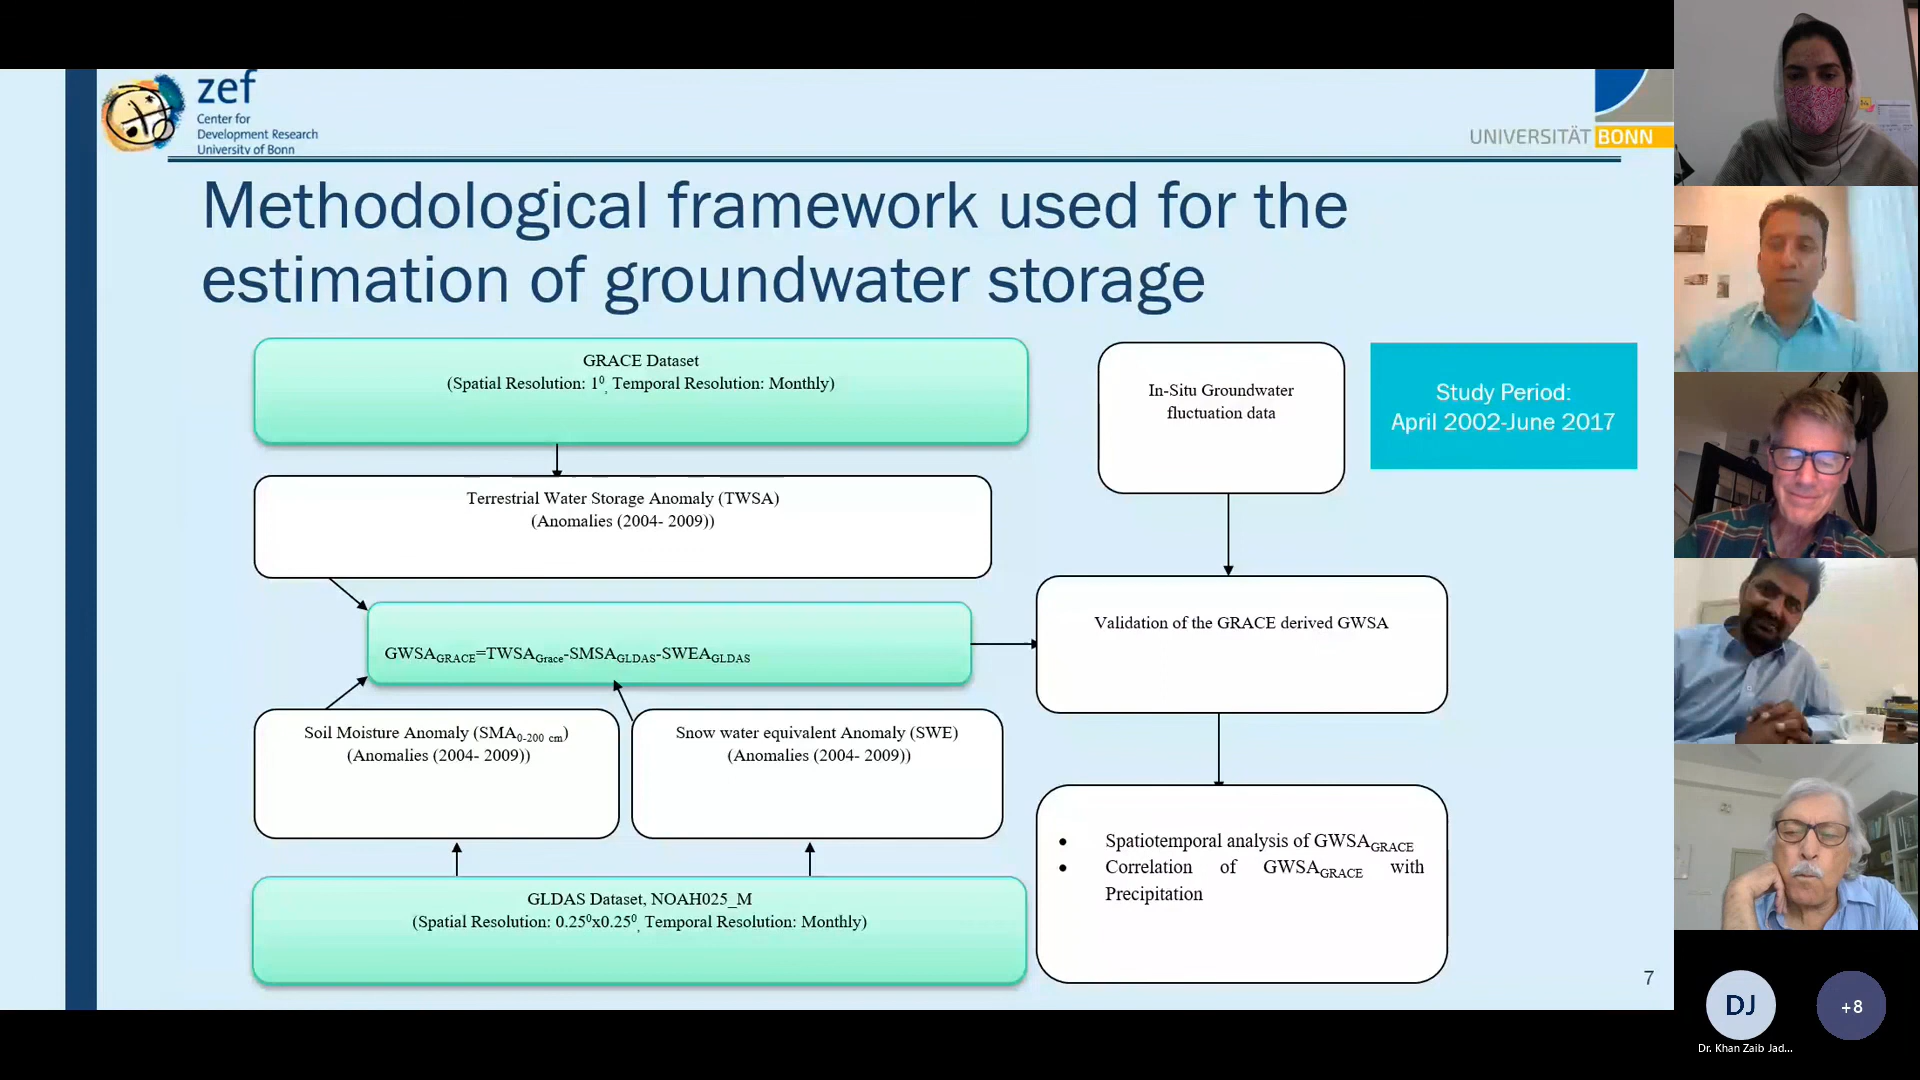 zef
Center for
Development Research
University of Bonn
UNIVERSITÄT BONN
Methodological framework used for the
estimation of groundwater storage
GRACE Dataset
(Spatial Resolution: 1⁰, Temporal Resolution: Monthly)
Terrestrial Water Storage Anomaly (TWSA)
(Anomalies (2004- 2009))
GWSAGRACE=TWSAGrace-SMSAGLDAS-SWEAGLDAS
Soil Moisture Anomaly (SMA0-200 cm)
(Anomalies (2004- 2009))
Snow water equivalent Anomaly (SWE)
(Anomalies (2004- 2009))
GLDAS Dataset, NOAH025_M
(Spatial Resolution: 0.25⁰x0.25⁰, Temporal Resolution: Monthly)
In-Situ Groundwater
fluctuation data
Study Period:
April 2002-June 2017
Validation of the GRACE derived GWSA
• Spatiotemporal analysis of GWSAGRACE
• Correlation of GWSAGRACE with
Precipitation
7
DJ
+8
Dr. Khan Zaib Jad...